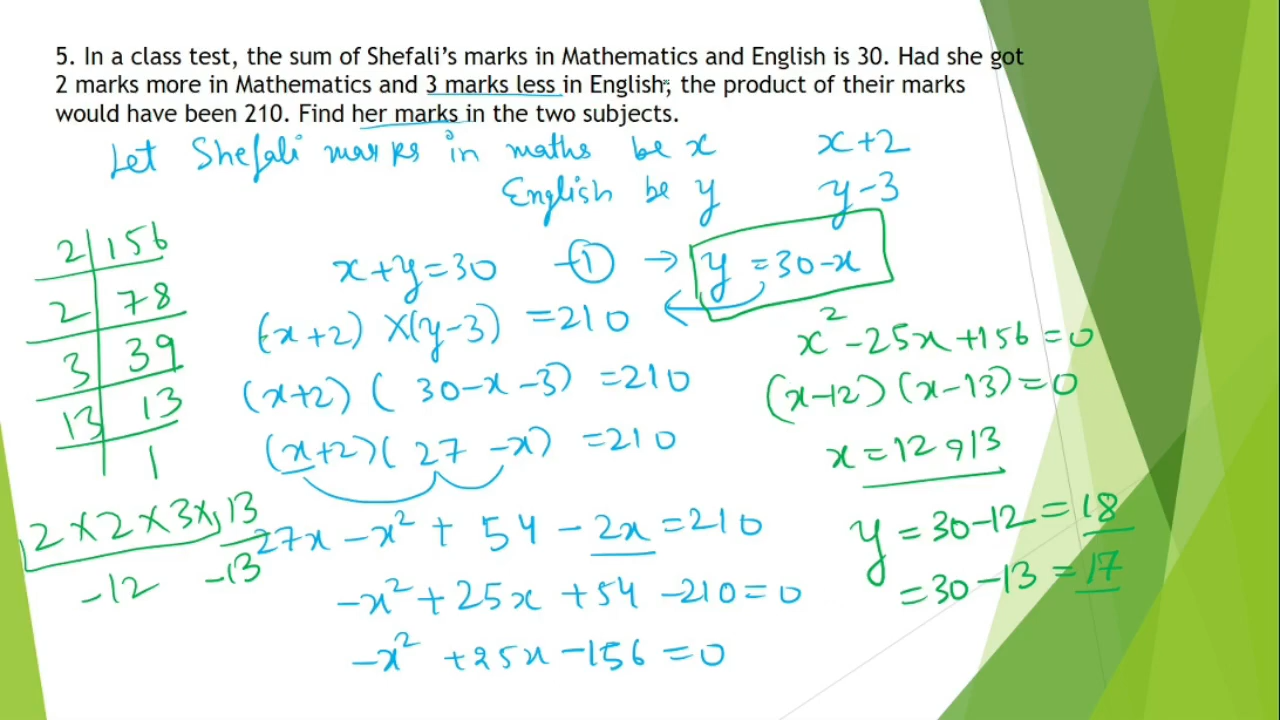 5. In a class test, the sum of Shefali's marks in Mathematics and English is 30. Had she got
2 marks more in Mathematics and 3 marks less in English, the product of their marks
would have been 210. Find her marks in the two subjects.
Let Shefali marks in maths be x
x+2
English be y
y-3
x+y=30 -① → y=30-x
(x+2) x(y-3) =210
(x+2) ( 30-x-3) =210
(x+2)( 27 -x) =210
27x -x² + 54 -2x =210
-x² +25x +54 -210=0
-x² +25x -156 =0
2 156
2 78
3 39
13 13
1
2x2x3x13
-12 -13
x²-25x+156=0
(x-12)(x-13)=0
x=12,13
y=30-12=18
=30-13=17